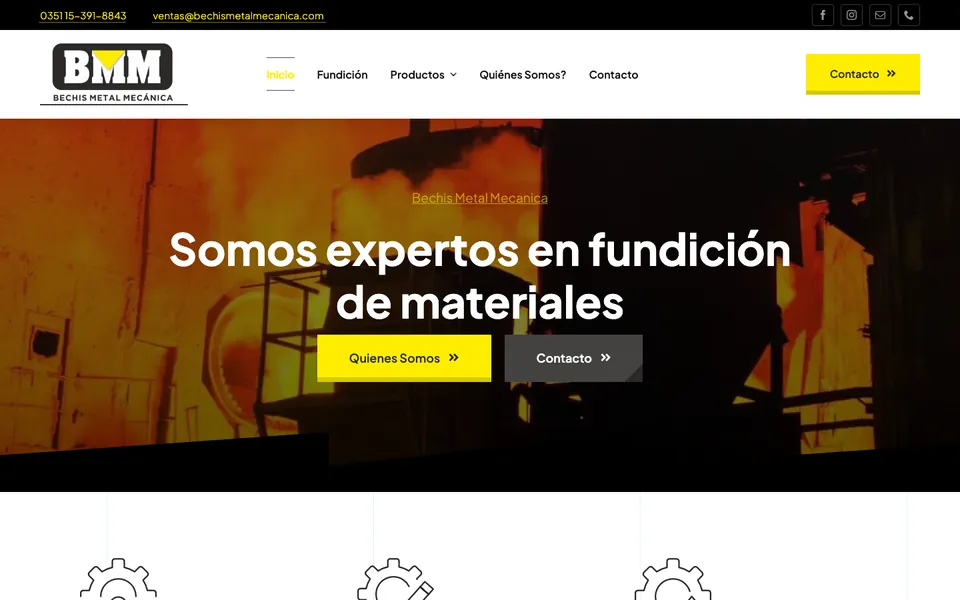 0351 15-391-8843
ventas@bechismetalmecanica.com
BMM
BECHIS METAL MECÁNICA
Inicio
Fundición
Productos
Quiénes Somos?
Contacto
Contacto
Bechis Metal Mecanica
Somos expertos en fundición
de materiales
Quienes Somos
Contacto